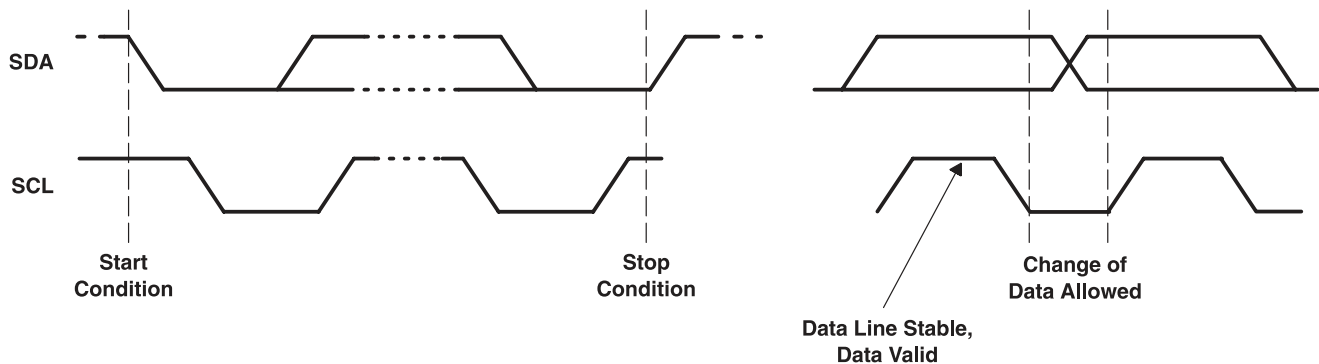 SDA
SCL
Start
Condition
Stop
Condition
Change of
Data Allowed
Data Line Stable,
Data Valid